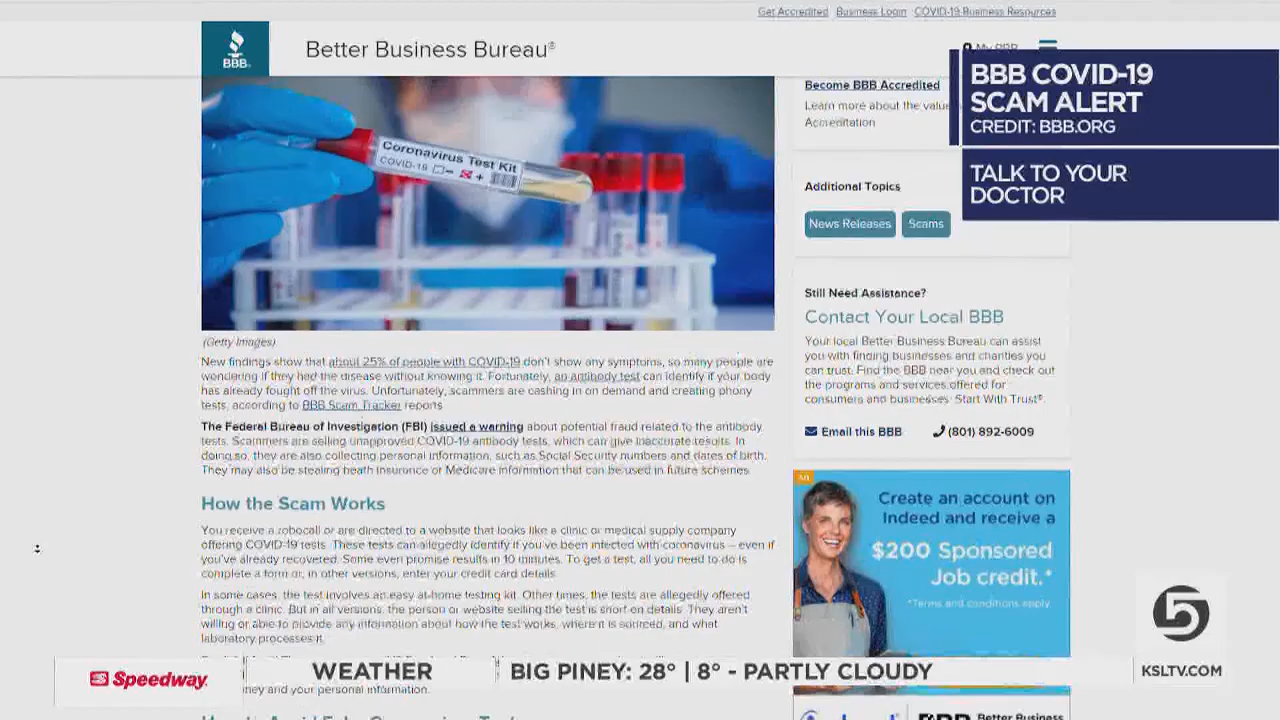 Get Accredited Business Login COVID-19 Business Resources
BBB
Better Business Bureau®
My BBB
BBB COVID-19
SCAM ALERT
CREDIT: BBB.ORG
TALK TO YOUR
DOCTOR
Coronavirus Test Kit
COVID-19 - +
Become BBB Accredited
Learn more about the value
Accreditation
Additional Topics
News Releases Scams
(Getty Images)
New findings show that about 25% of people with COVID-19 don't show any symptoms, so many people are
wondering if they had the disease without knowing it. Fortunately, an antibody test can identify if your body
has already fought off the virus. Unfortunately, scammers are cashing in on demand and creating phony
tests, according to BBB Scam Tracker reports
The Federal Bureau of Investigation (FBI) issued a warning about potential fraud related to the antibody
tests. Scammers are selling unapproved COVID-19 antibody tests, which can give inaccurate results. In
doing so, they are also collecting personal information, such as Social Security numbers and dates of birth.
They may also be stealing heath insurance or Medicare information that can be used in future schemes.
How the Scam Works
You receive a robocall or are directed to a website that looks like a clinic or medical supply company
offering COVID-19 tests. These tests can allegedly identify if you've been infected with coronavirus – even if
you've already recovered. Some even promise results in 10 minutes. To get a test, all you need to do is
complete a form or, in other versions, enter your credit card details.
In some cases, the test involves an easy at-home testing kit. Other times, the tests are allegedly offered
through a clinic. But in all versions, the person or website selling the test is short on details. They aren't
willing or able to provide any information about how the test works, where it is sourced, and what
laboratory processes it.
Still Need Assistance?
Contact Your Local BBB
Your local Better Business Bureau can assist
you with finding businesses and charities you
can trust. Find the BBB near you and check out
the programs and services offered for
consumers and businesses. Start With Trust®.
Email this BBB (801) 892-6009
Create an account on
Indeed and receive a
$200 Sponsored
Job credit.*
*Terms and conditions apply.
5
KSLTV.COM
Speedway
WEATHER
BIG PINEY: 28° | 8° - PARTLY CLOUDY
and your personal information.
BBB Better Business